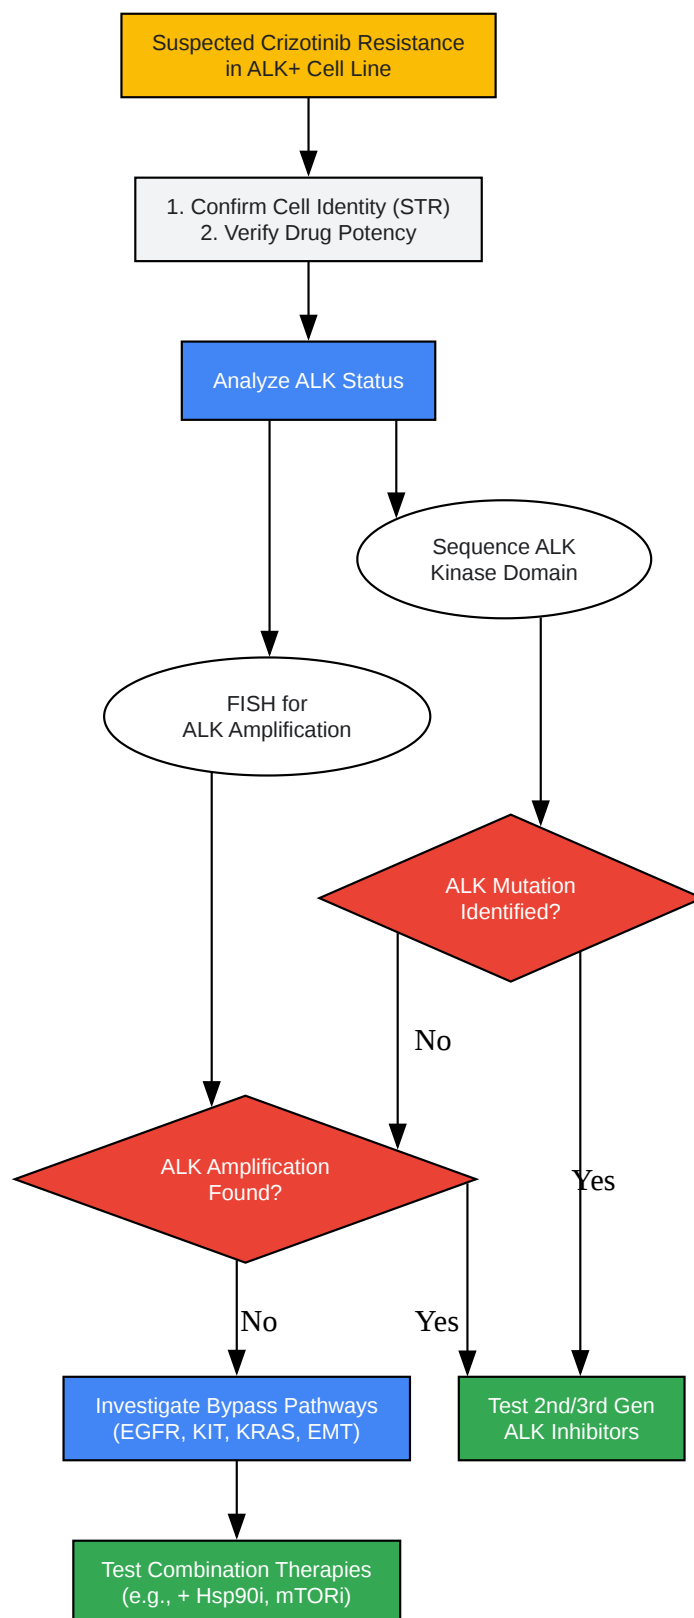 Suspected Crizotinib Resistance
in ALK+ Cell Line
1. Confirm Cell Identity (STR)
2. Verify Drug Potency
Analyze ALK Status
Sequence ALK
Kinase Domain
FISH for
ALK Amplification
ALK Mutation
Identified?
No
ALK Amplification
Found?
Yes
No
Yes
Investigate Bypass Pathways
(EGFR, KIT, KRAS, EMT)
Test 2nd/3rd Gen
ALK Inhibitors
Test Combination Therapies
(e.g., + Hsp90i, mTORi)